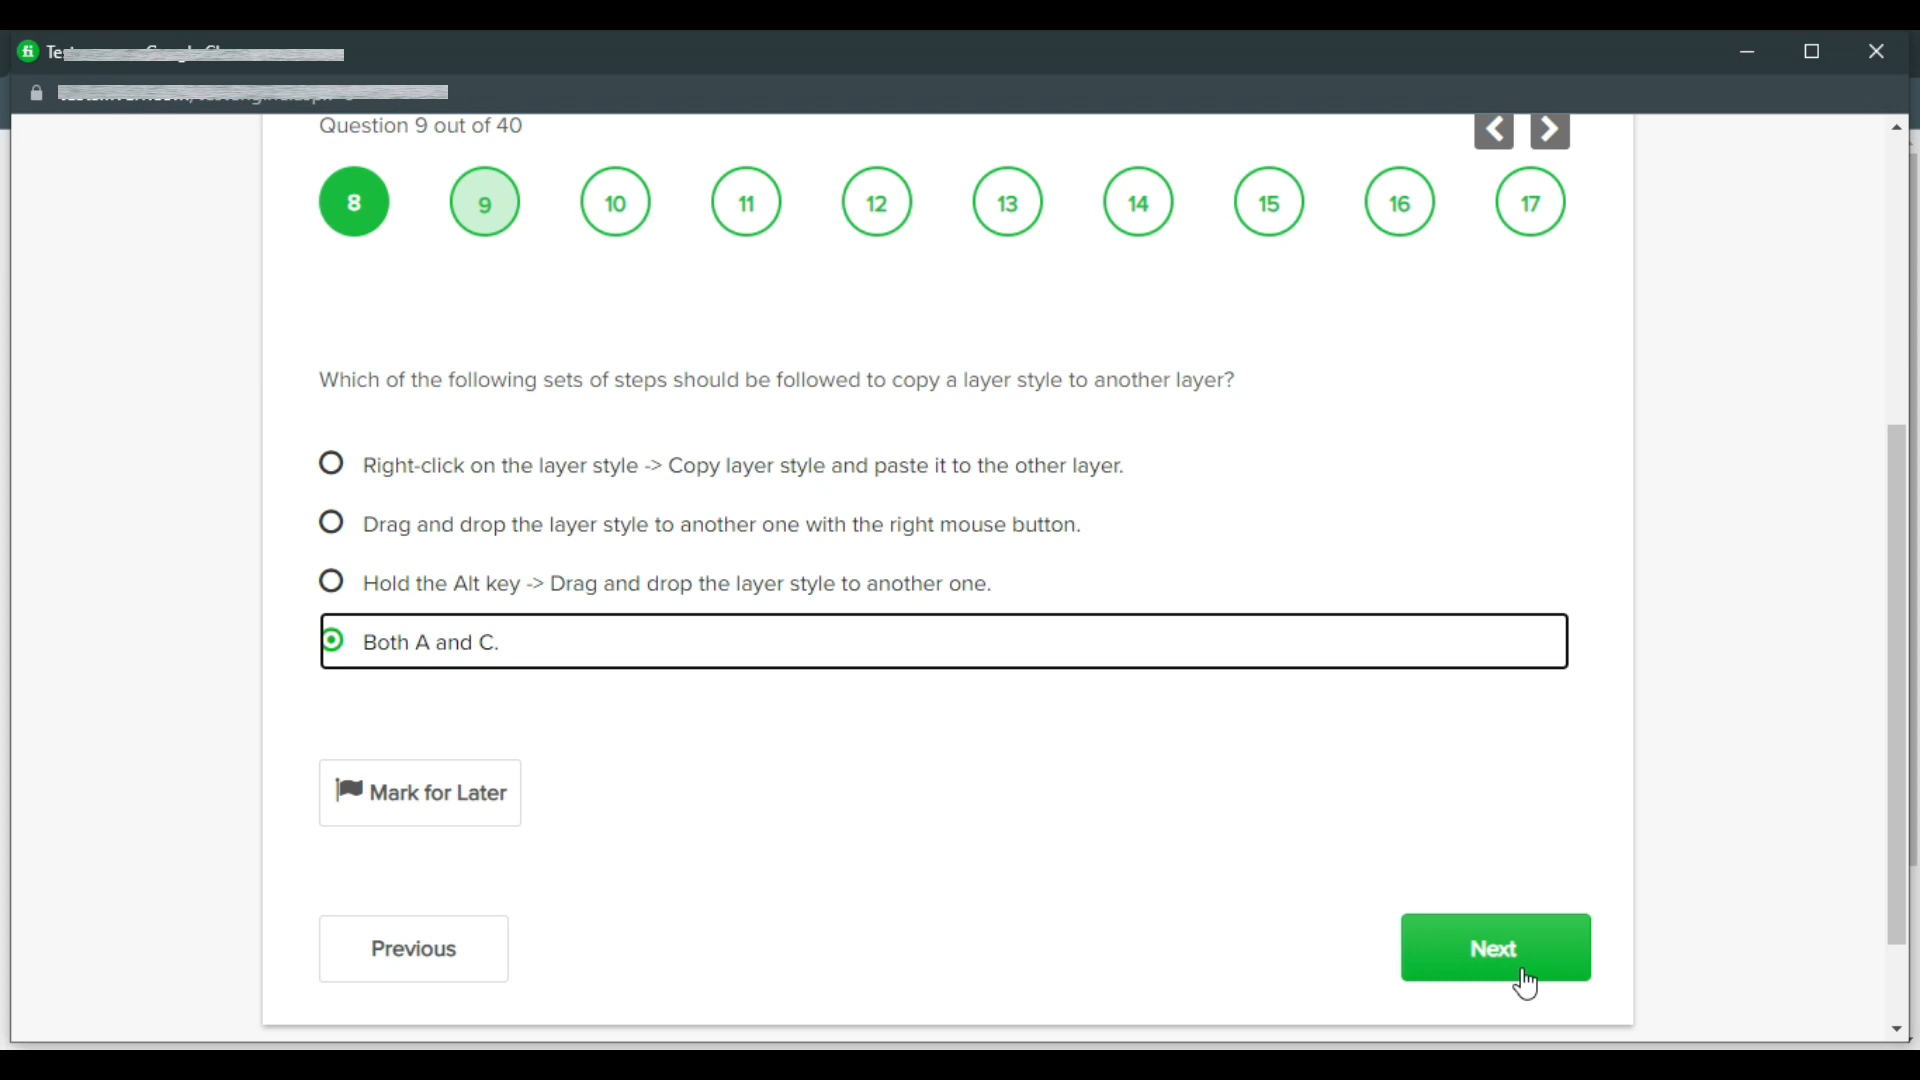 Question 9 out of 40
8 9 10 11 12 13 14 15 16 17
Which of the following sets of steps should be followed to copy a layer style to another layer?
Right-click on the layer style -> Copy layer style and paste it to the other layer.
Drag and drop the layer style to another one with the right mouse button.
Hold the Alt key -> Drag and drop the layer style to another one.
Both A and C.
Mark for Later
Previous
Next